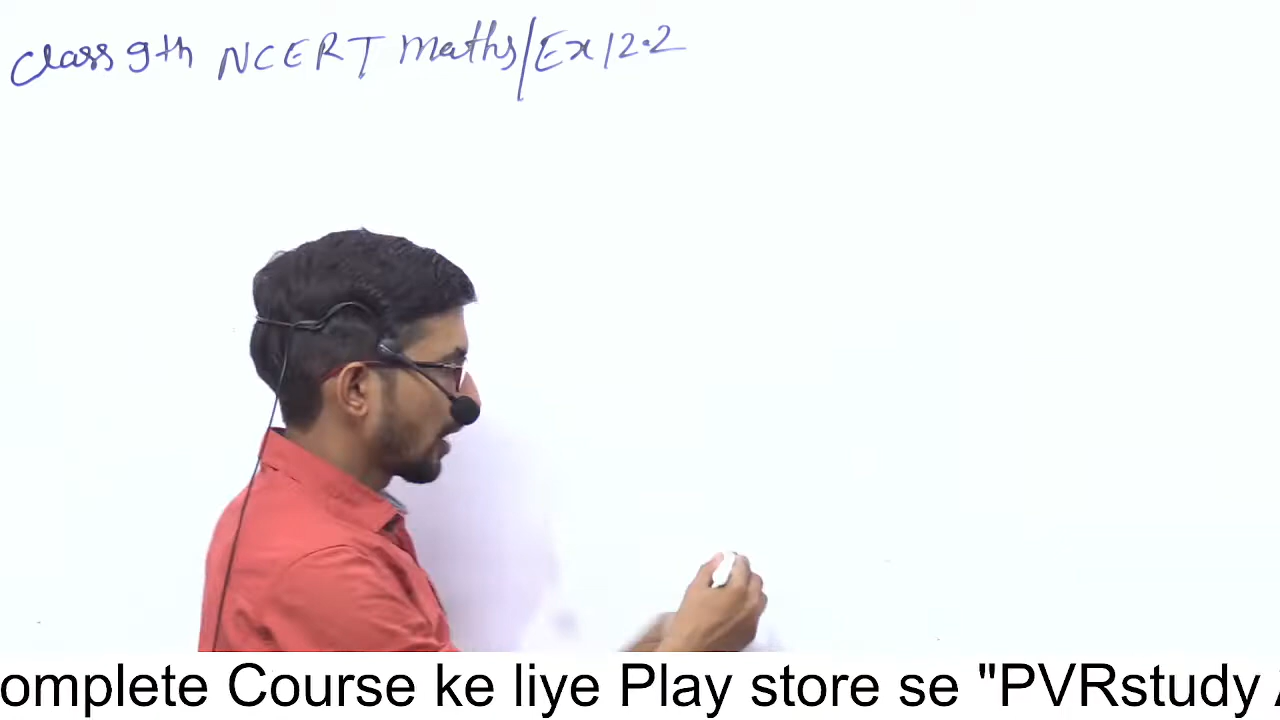 Class 9th NCERT Maths/Ex 12.2
omplete Course ke liye Play store se "PVRstudy